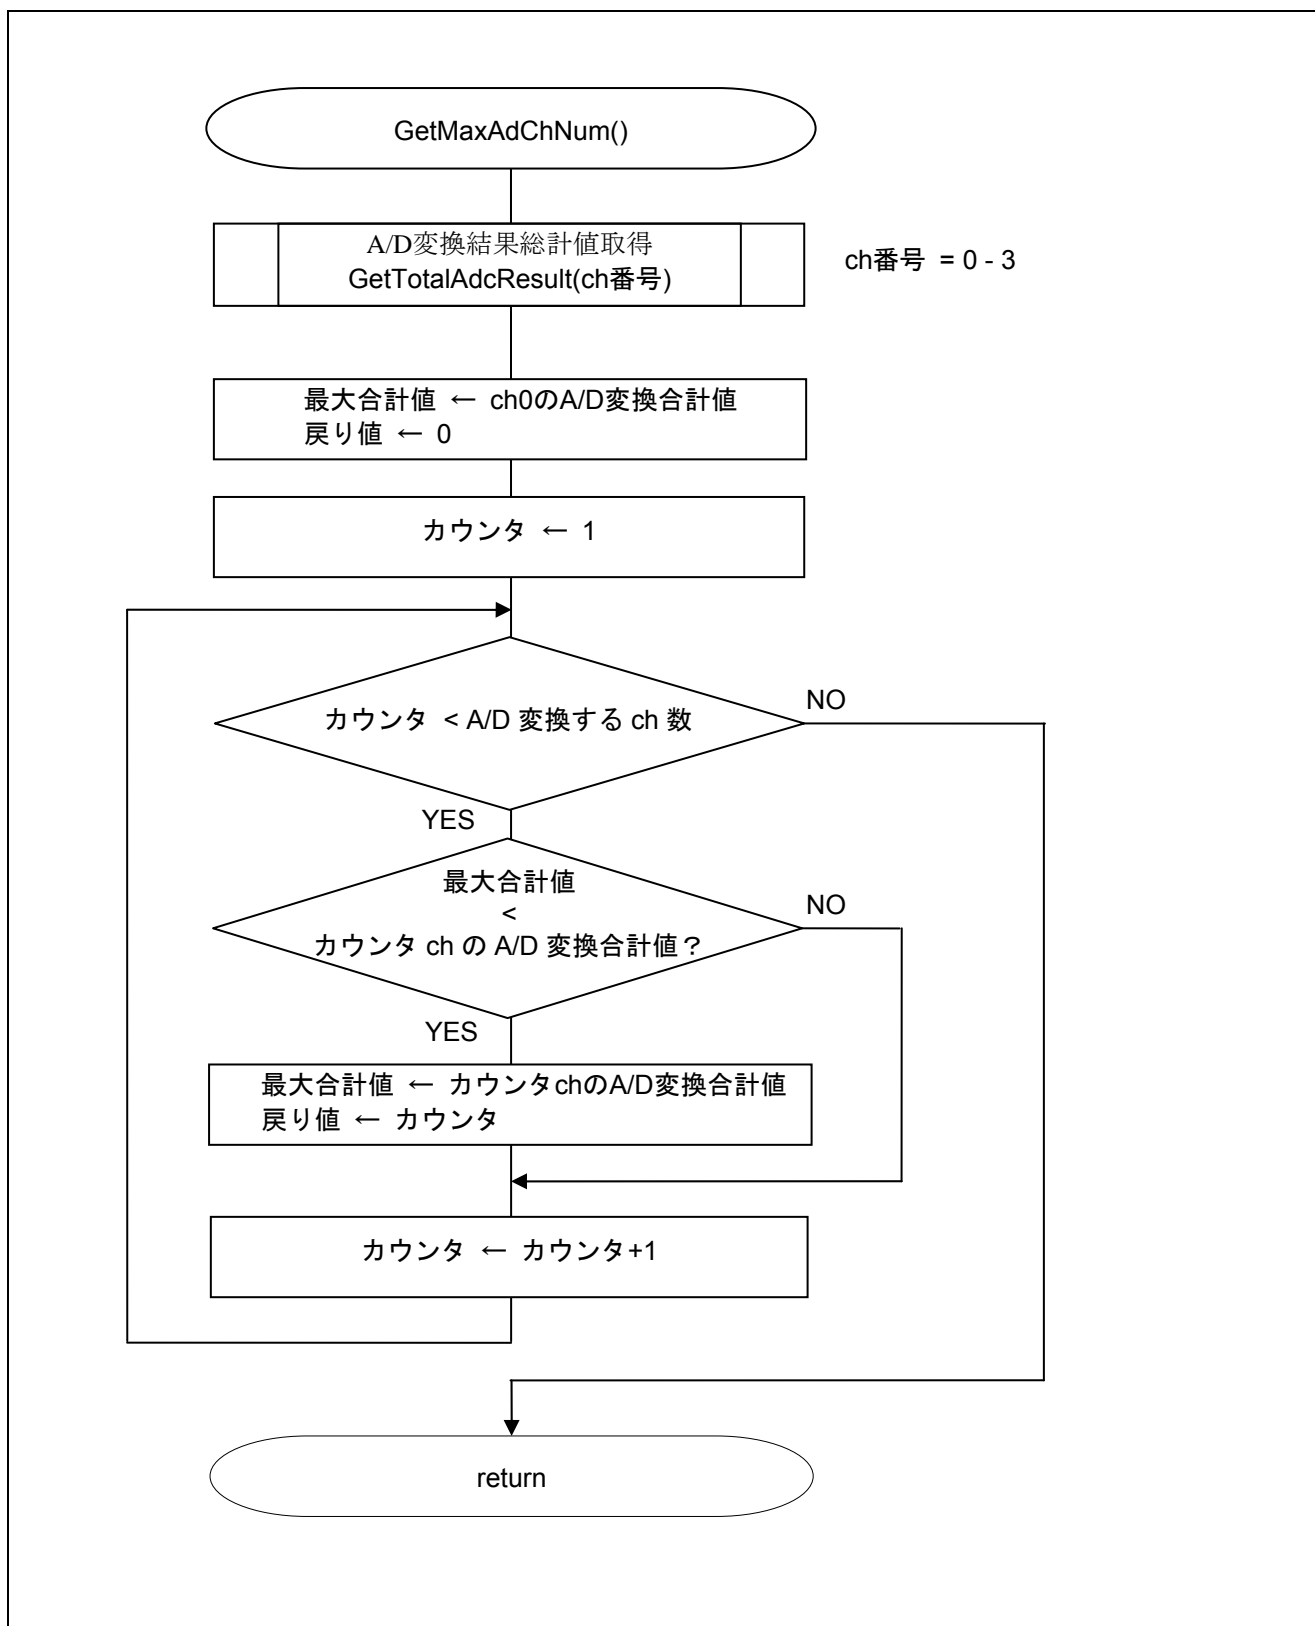 GetMaxAdChNum()
A/D変換結果総計値取得
GetTotalAdcResult(ch番号)
ch番号 = 0 - 3
最大合計値 ← ch0のA/D変換合計値
戻り値 ← 0
カウンタ ← 1
カウンタ < A/D 変換する ch 数
NO
YES
最大合計値
<
カウンタ ch の A/D 変換合計値？
NO
YES
最大合計値 ← カウンタchのA/D変換合計値
戻り値 ← カウンタ
カウンタ ← カウンタ+1
return